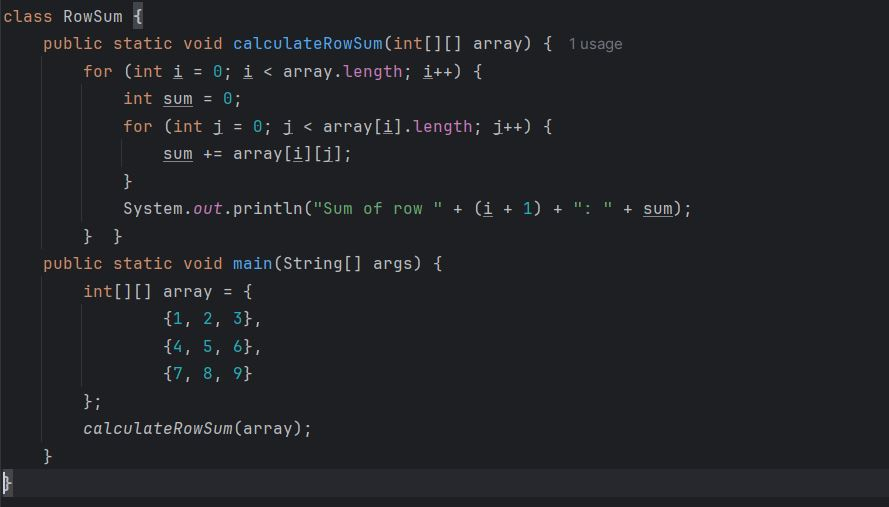 class RowSum {
    public static void calculateRowSum(int[][] array) {  1 usage
        for (int i = 0; i < array.length; i++) {
            int sum = 0;
            for (int j = 0; j < array[i].length; j++) {
                sum += array[i][j];
            }
            System.out.println("Sum of row " + (i + 1) + ": " + sum);
        }  }
    public static void main(String[] args) {
        int[][] array = {
                {1, 2, 3},
                {4, 5, 6},
                {7, 8, 9}
        };
        calculateRowSum(array);
    }
}